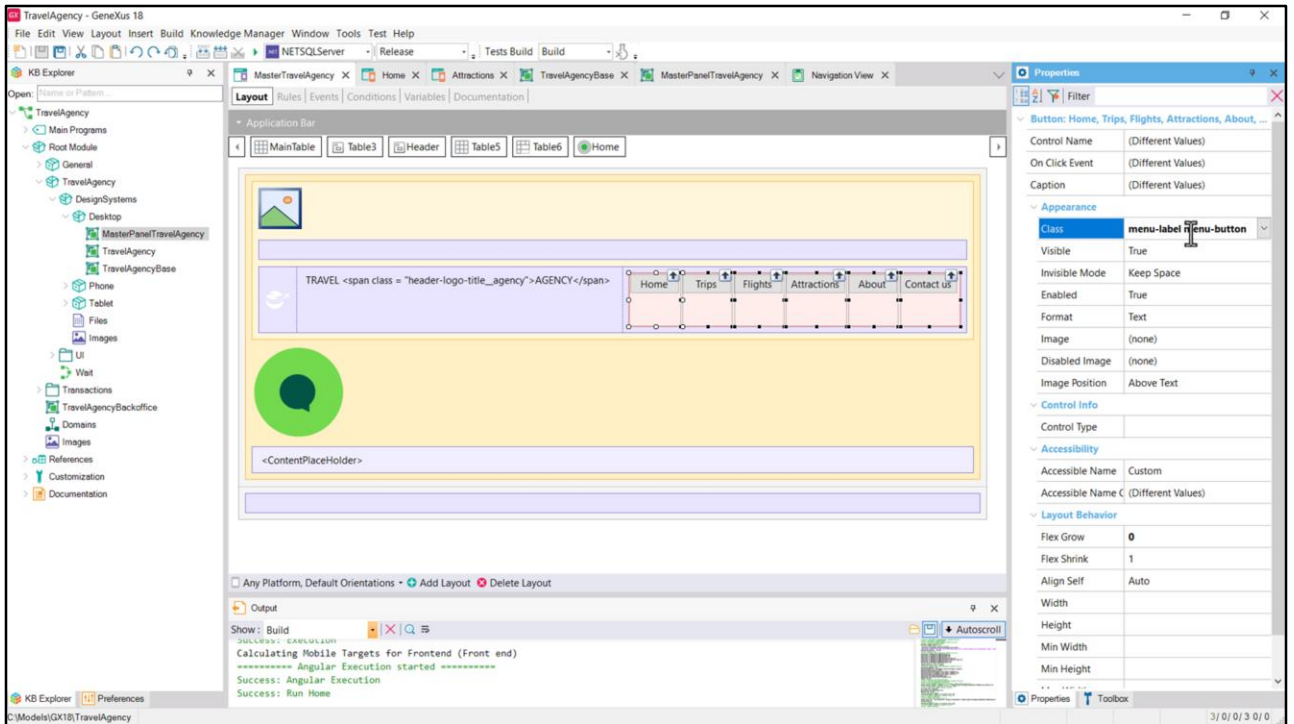 TravelAgency - GeneXus 18
File Edit View Layout Insert Build Knowledge Manager Window Tools Test Help
NETSQLServer Release Tests Build Build
KB Explorer
Open: Name or Pattern...
TravelAgency
Main Programs
Root Module
General
TravelAgency
DesignSystems
Desktop
MasterPanelTravelAgency
TravelAgency
TravelAgencyBase
Phone
Tablet
Files
Images
UI
Wait
Transactions
TravelAgencyBackoffice
Domains
Images
References
Customization
Documentation
KB Explorer Preferences
C:\Models\GX18\TravelAgency
MasterTravelAgency X Home X Attractions X TravelAgencyBase X MasterPanelTravelAgency X Navigation View X
Layout Rules Events Conditions Variables Documentation
Application Bar
MainTable Table3 Header Table5 Table6 Home
TRAVEL <span class = "header-logo-title__agency">AGENCY</span>
Home Trips Flights Attractions About Contact us
<ContentPlaceHolder>
Any Platform, Default Orientations Add Layout Delete Layout
Output
Show: Build Autoscroll
Success: Execution
Calculating Mobile Targets for Frontend (Front end)
========== Angular Execution started ==========
Success: Angular Execution
Success: Run Home
Properties
Filter
Button: Home, Trips, Flights, Attractions, About, ...
Control Name (Different Values)
On Click Event (Different Values)
Caption (Different Values)
Appearance
Class menu-label menu-button
Visible True
Invisible Mode Keep Space
Enabled True
Format Text
Image (none)
Disabled Image (none)
Image Position Above Text
Control Info
Control Type
Accessibility
Accessible Name Custom
Accessible Name C (Different Values)
Layout Behavior
Flex Grow 0
Flex Shrink 1
Align Self Auto
Width
Height
Min Width
Min Height
Properties Toolbox
3/0/0/3 0/0